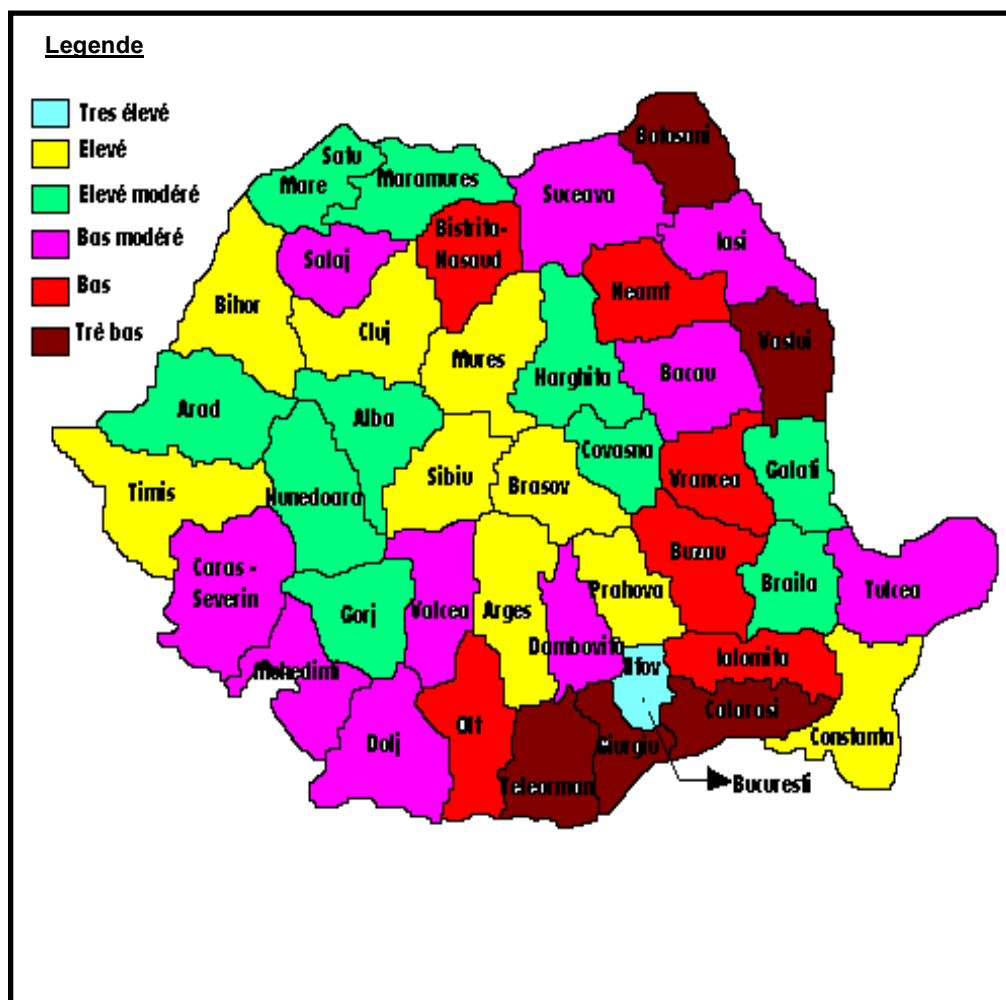 Legende
Tres élevé
Elevé
Elevé modéré
Bas modéré
Bas
Trè bas
Botosani
Satu
Mare
Maramures
Suceava
Bistrita-
Nasaud
Iasi
Salaj
Neamt
Bihor
Cluj
Vaslui
Mures
Harghita
Bacau
Arad
Alba
Covasna
Sibiu
Brasov
Vrancea
Galati
Timis
Hunedoara
Buzau
Caras -
Severin
Braila
Tulcea
Prahova
Gorj
Valcea
Arges
Dambovita
Ilfov
Ialomita
Mehedinti
Calarasi
Olt
Dolj
Giurgiu
Constanta
Teleorman
Bucuresti